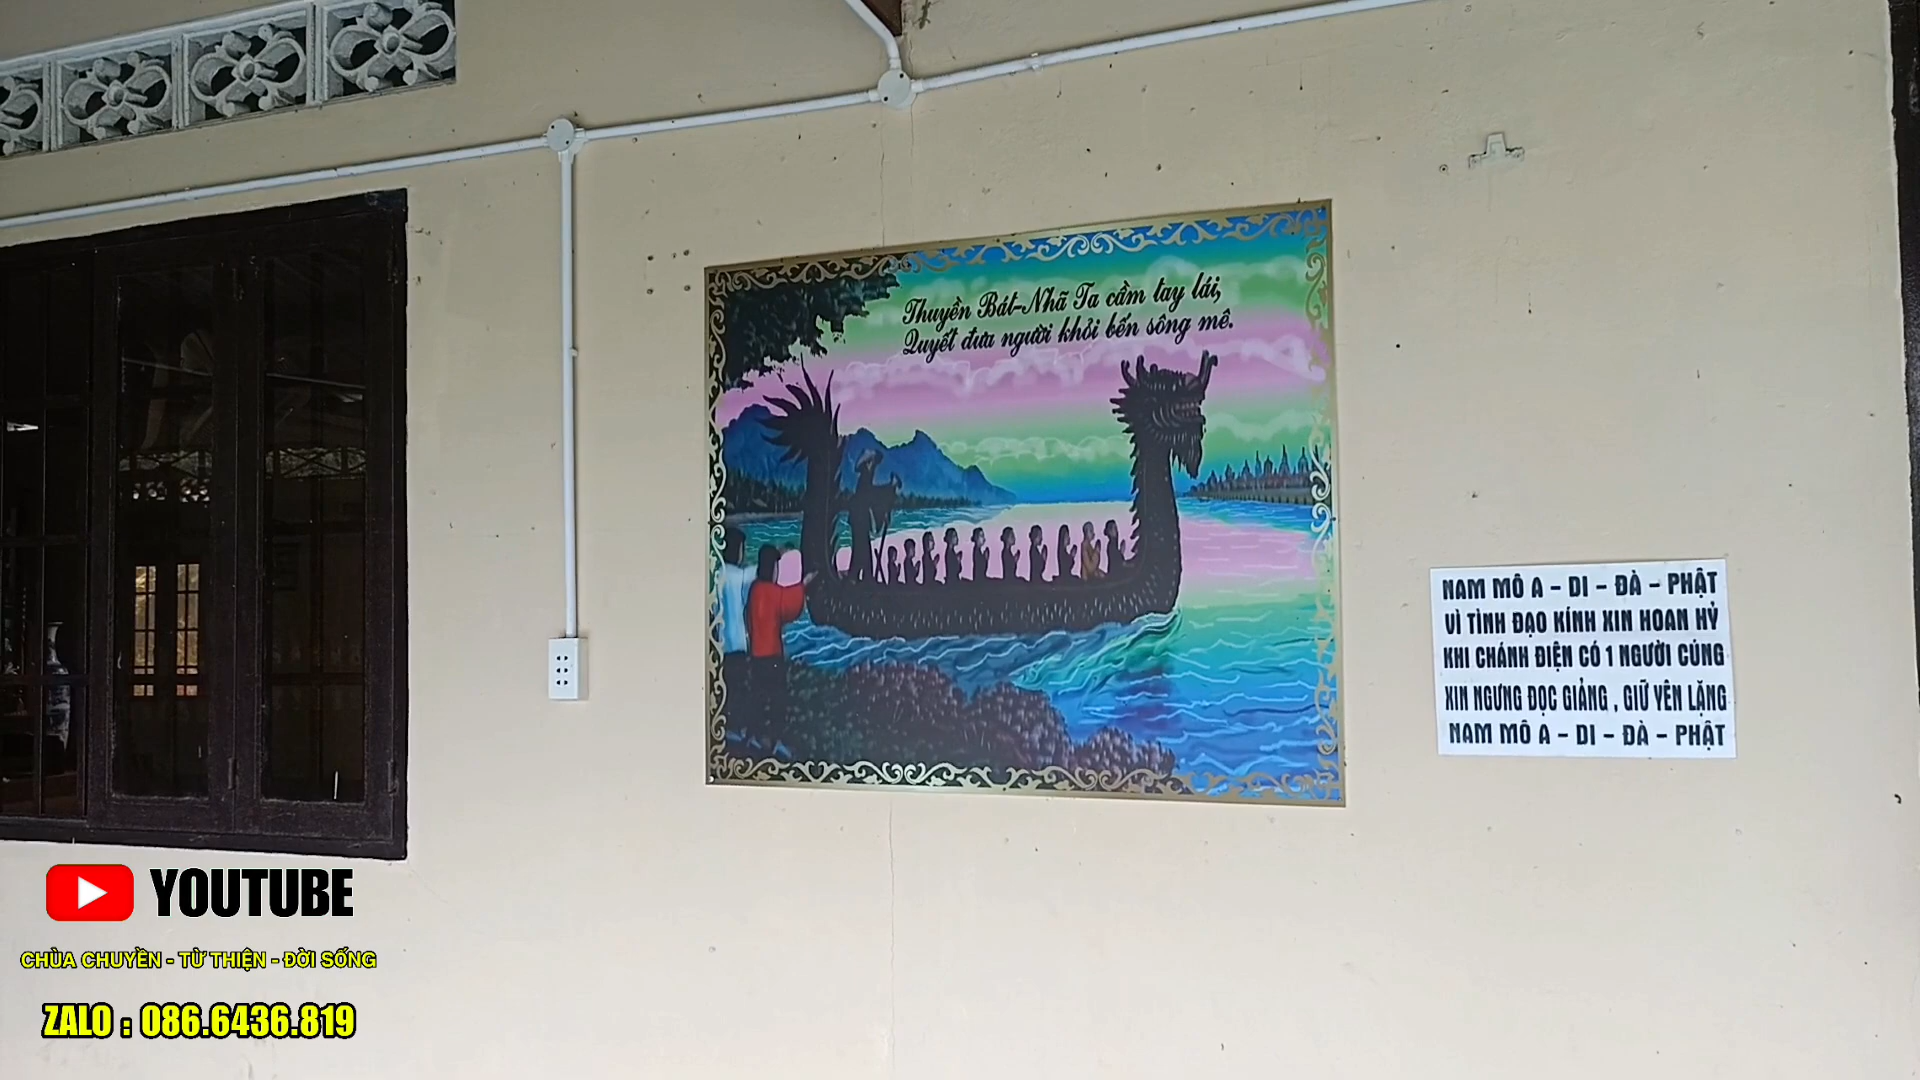 Thuyền Bát-Nhã Ta cầm tay lái,
Quyết đưa người khỏi bến sông mê.
NAM MÔ A – DI – ĐÀ – PHẬT
VÌ TÌNH ĐẠO KÍNH XIN HOAN HỶ
KHI CHÁNH ĐIỆN CÓ 1 NGƯỜI CÚNG
XIN NGƯNG ĐỌC GIẢNG , GIỮ YÊN LẶNG
NAM MÔ A – DI – ĐÀ – PHẬT
YOUTUBE
CHÙA CHUYỀN - TỪ THIỆN - ĐỜI SỐNG
ZALO : 086.6436.819